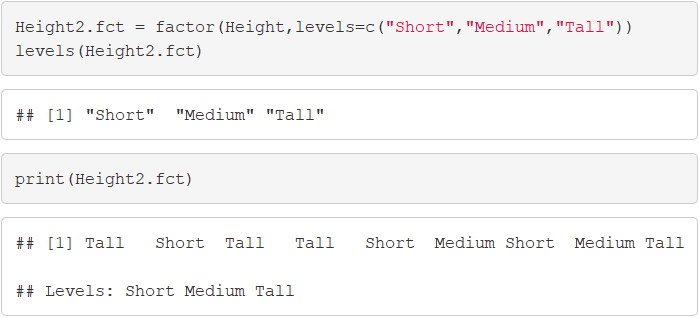 Height2.fct = factor(Height,levels=c("Short","Medium","Tall"))
levels(Height2.fct)
## [1] "Short"  "Medium" "Tall"
print(Height2.fct)
## [1] Tall   Short  Tall   Tall   Short  Medium Short  Medium Tall
## Levels: Short Medium Tall